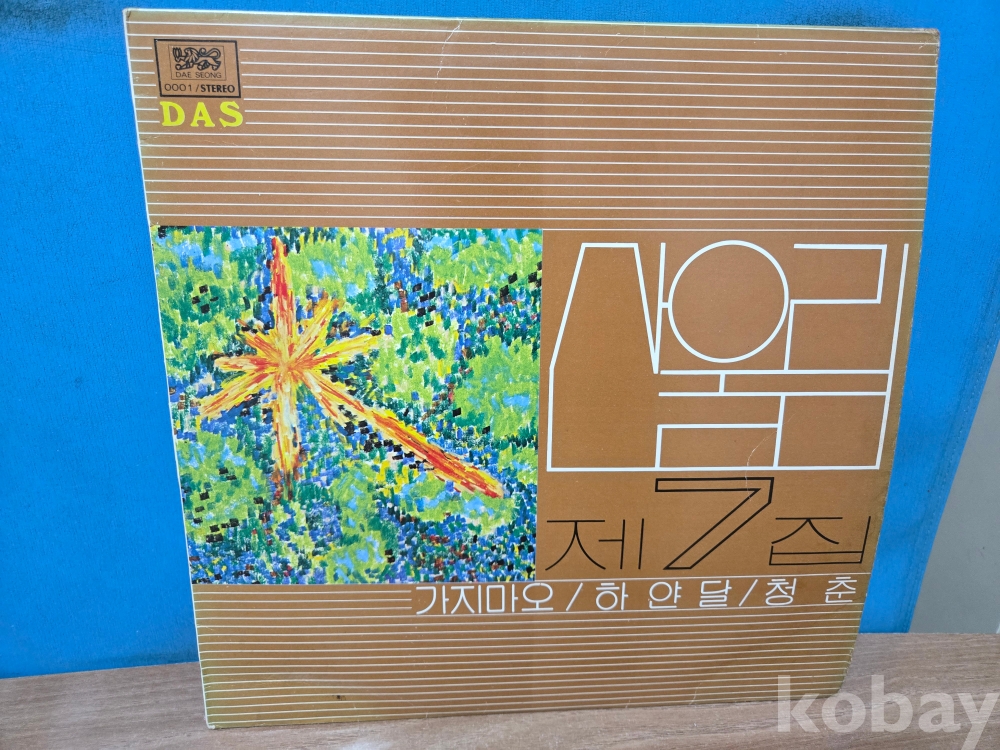 DAE SEONG
0001/STEREO
DAS
산울림
제7집
가지마오/하얀달/청춘
kobay